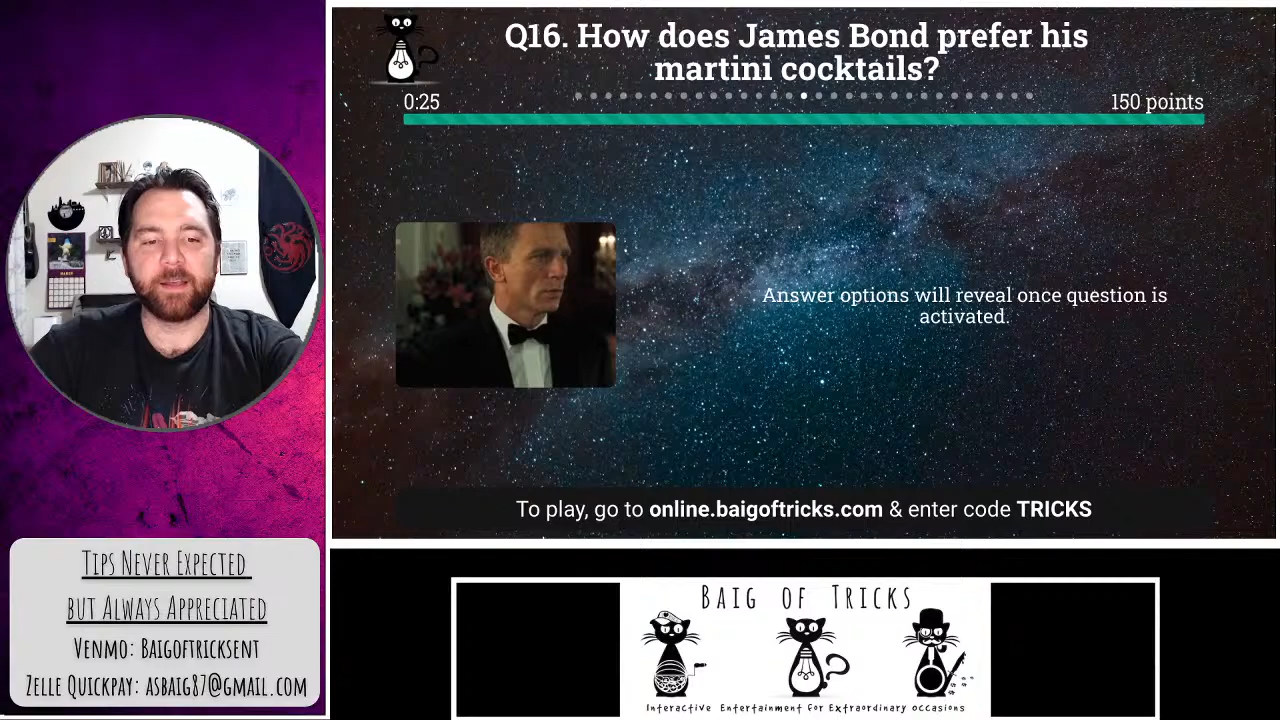 Q16. How does James Bond prefer his
martini cocktails?
0:25
150 points
Answer options will reveal once question is
activated.
To play, go to online.baigoftricks.com & enter code TRICKS
Tips Never Expected
but Always Appreciated
Venmo: Baigoftricksent
Zelle Quickpay: asbaig87@gmail.com
Baig of Tricks
Interactive Entertainment for Extraordinary occasions